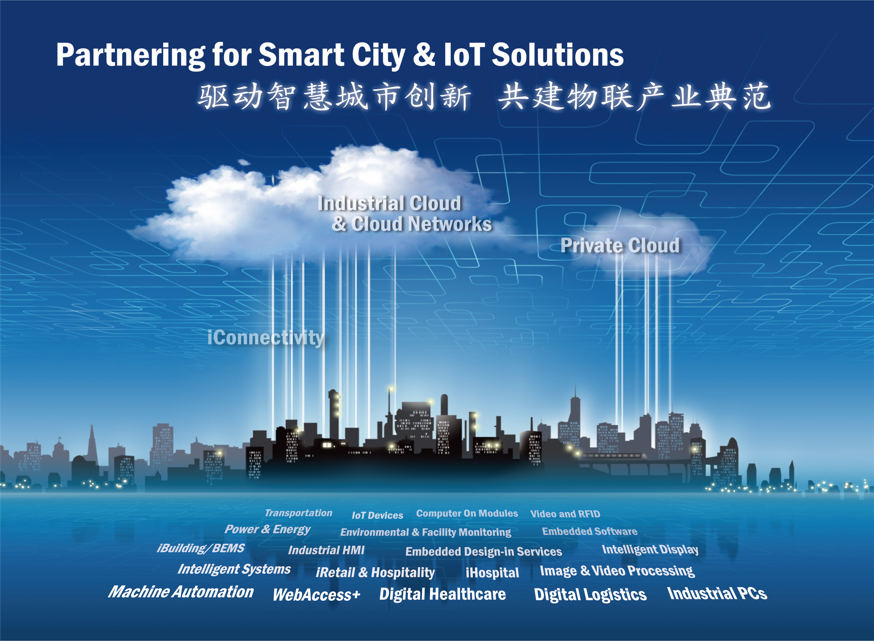 Partnering for Smart City & IoT Solutions
驱动智慧城市创新 共建物联产业典范
Industrial Cloud
& Cloud Networks
Private Cloud
iConnectivity
Transportation IoT Devices Computer On Modules Video and RFID
Power & Energy Environmental & Facility Monitoring Embedded Software
iBuilding/BEMS Industrial HMI Embedded Design-in Services Intelligent Display
Intelligent Systems iRetail & Hospitality iHospital Image & Video Processing
Machine Automation WebAccess+ Digital Healthcare Digital Logistics Industrial PCs